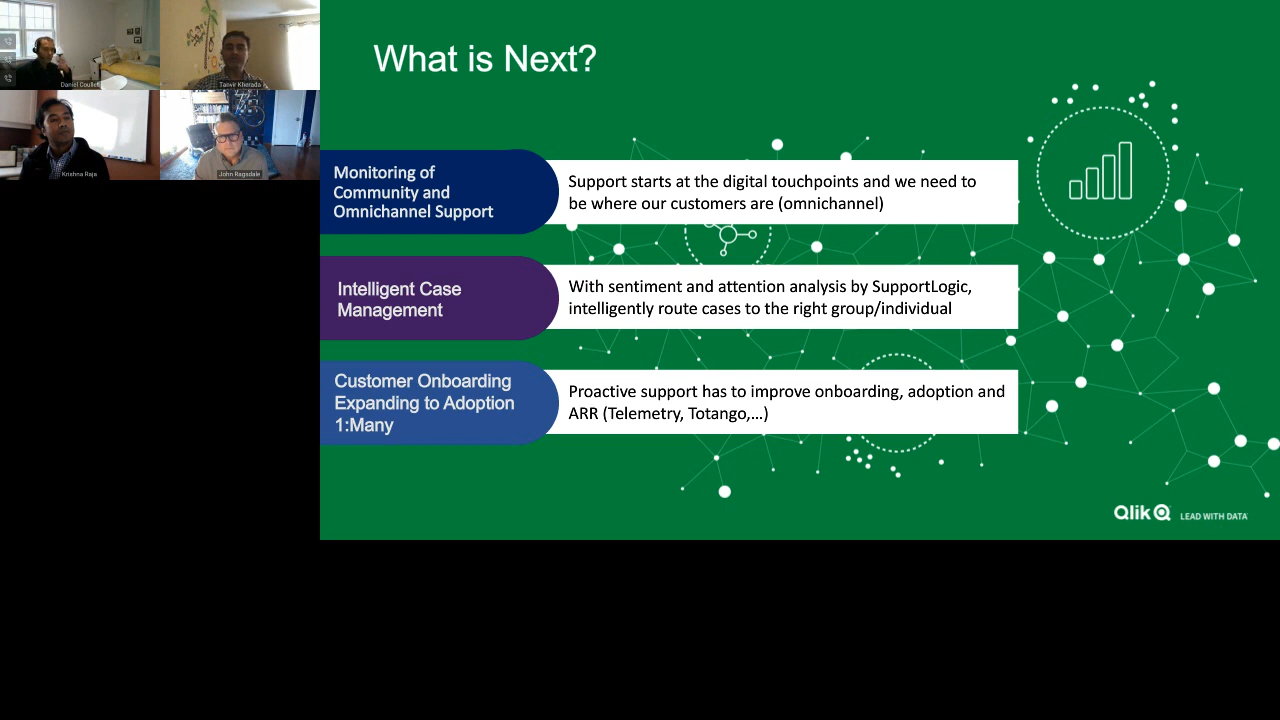 Daniel Coullet
Tanvir Kherada
Krishna Raja
John Ragsdale
What is Next?
Monitoring of
Community and
Omnichannel Support
Support starts at the digital touchpoints and we need to
be where our customers are (omnichannel)
Intelligent Case
Management
With sentiment and attention analysis by SupportLogic,
intelligently route cases to the right group/individual
Customer Onboarding
Expanding to Adoption
1:Many
Proactive support has to improve onboarding, adoption and
ARR (Telemetry, Totango,...)
Qlik LEAD WITH DATA